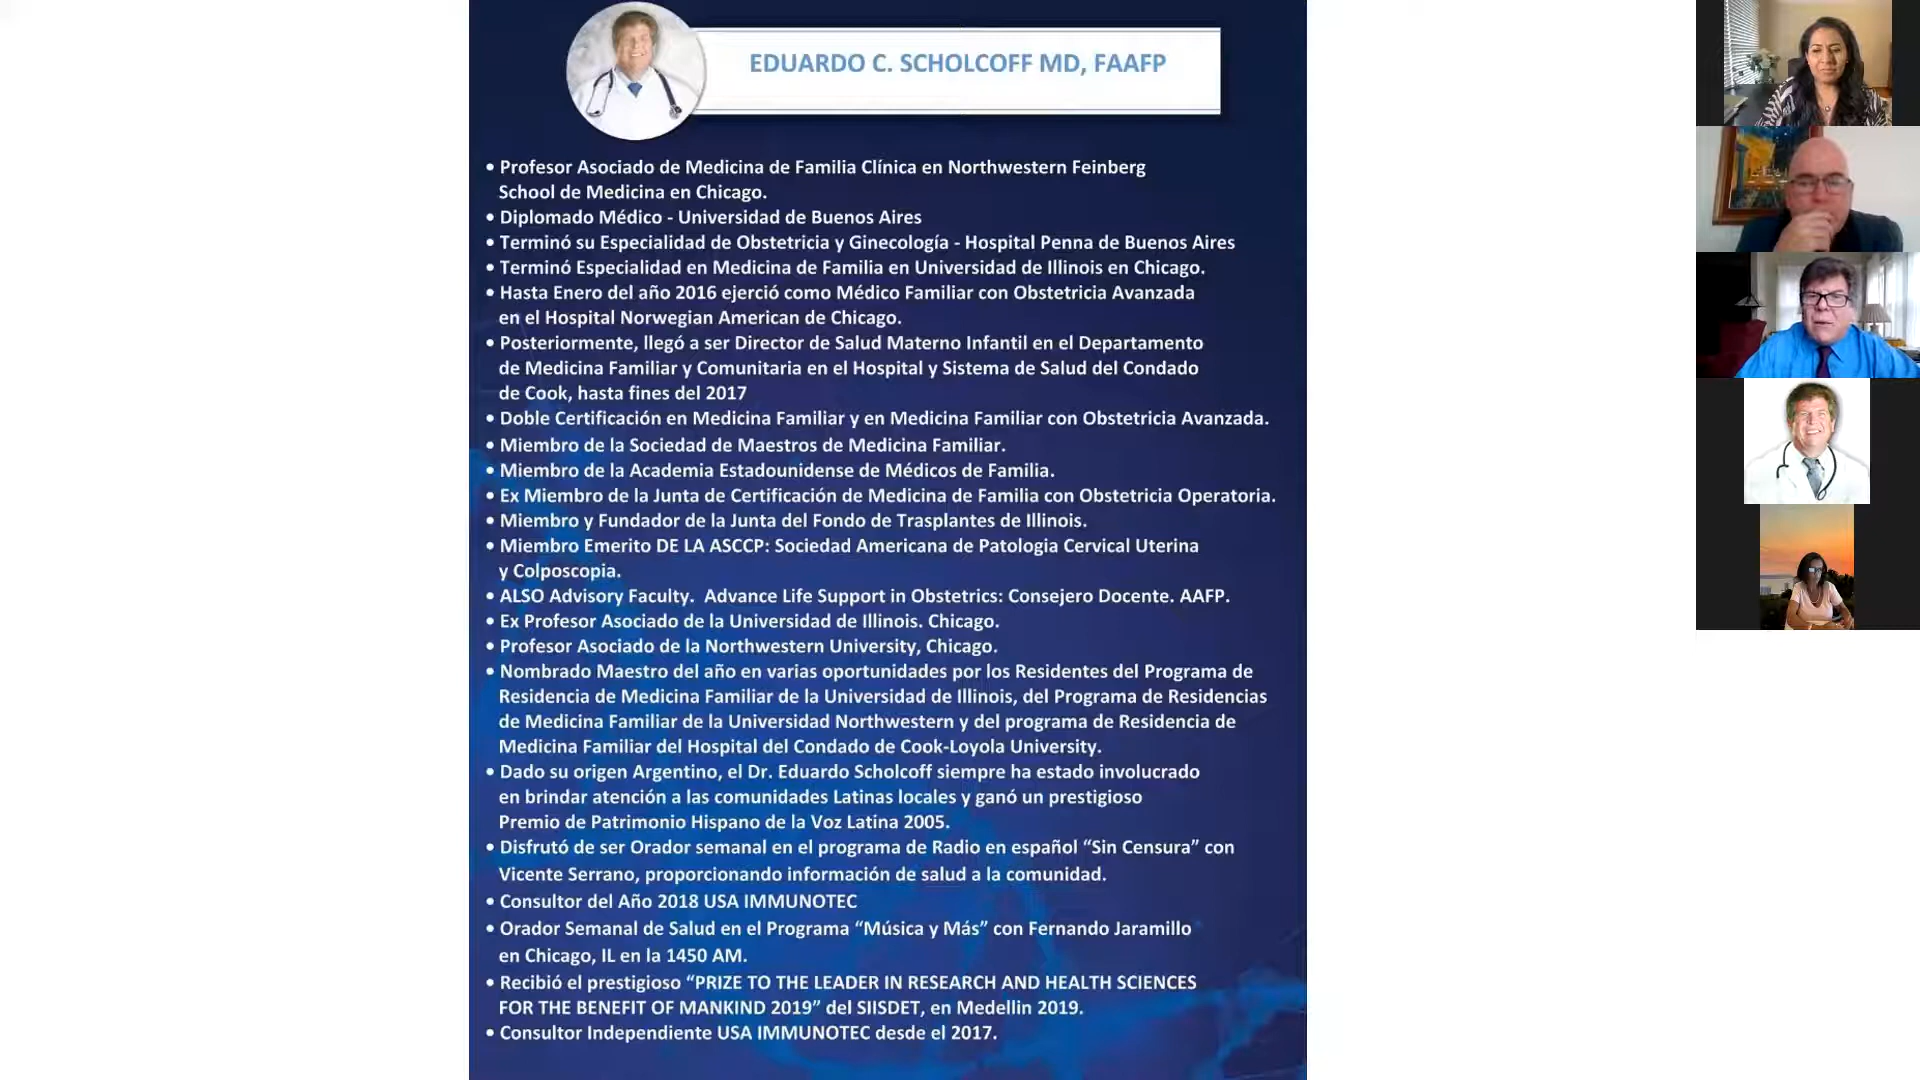 EDUARDO C. SCHOLCOFF MD, FAAFP
• Profesor Asociado de Medicina de Familia Clínica en Northwestern Feinberg
School de Medicina en Chicago.
• Diplomado Médico - Universidad de Buenos Aires
• Terminó su Especialidad de Obstetricia y Ginecología - Hospital Penna de Buenos Aires
• Terminó Especialidad en Medicina de Familia en Universidad de Illinois en Chicago.
• Hasta Enero del año 2016 ejerció como Médico Familiar con Obstetricia Avanzada
en el Hospital Norwegian American de Chicago.
• Posteriormente, llegó a ser Director de Salud Materno Infantil en el Departamento
de Medicina Familiar y Comunitaria en el Hospital y Sistema de Salud del Condado
de Cook, hasta fines del 2017
• Doble Certificación en Medicina Familiar y en Medicina Familiar con Obstetricia Avanzada.
• Miembro de la Sociedad de Maestros de Medicina Familiar.
• Miembro de la Academia Estadounidense de Médicos de Familia.
• Ex Miembro de la Junta de Certificación de Medicina de Familia con Obstetricia Operatoria.
• Miembro y Fundador de la Junta del Fondo de Trasplantes de Illinois.
• Miembro Emerito DE LA ASCCP: Sociedad Americana de Patologia Cervical Uterina
y Colposcopia.
• ALSO Advisory Faculty. Advance Life Support in Obstetrics: Consejero Docente. AAFP.
• Ex Profesor Asociado de la Universidad de Illinois. Chicago.
• Profesor Asociado de la Northwestern University, Chicago.
• Nombrado Maestro del año en varias oportunidades por los Residentes del Programa de
Residencia de Medicina Familiar de la Universidad de Illinois, del Programa de Residencias
de Medicina Familiar de la Universidad Northwestern y del programa de Residencia de
Medicina Familiar del Hospital del Condado de Cook-Loyola University.
• Dado su origen Argentino, el Dr. Eduardo Scholcoff siempre ha estado involucrado
en brindar atención a las comunidades Latinas locales y ganó un prestigioso
Premio de Patrimonio Hispano de la Voz Latina 2005.
• Disfrutó de ser Orador semanal en el programa de Radio en español “Sin Censura” con
Vicente Serrano, proporcionando información de salud a la comunidad.
• Consultor del Año 2018 USA IMMUNOTEC
• Orador Semanal de Salud en el Programa “Música y Más” con Fernando Jaramillo
en Chicago, IL en la 1450 AM.
• Recibió el prestigioso “PRIZE TO THE LEADER IN RESEARCH AND HEALTH SCIENCES
FOR THE BENEFIT OF MANKIND 2019” del SIISDET, en Medellin 2019.
• Consultor Independiente USA IMMUNOTEC desde el 2017.